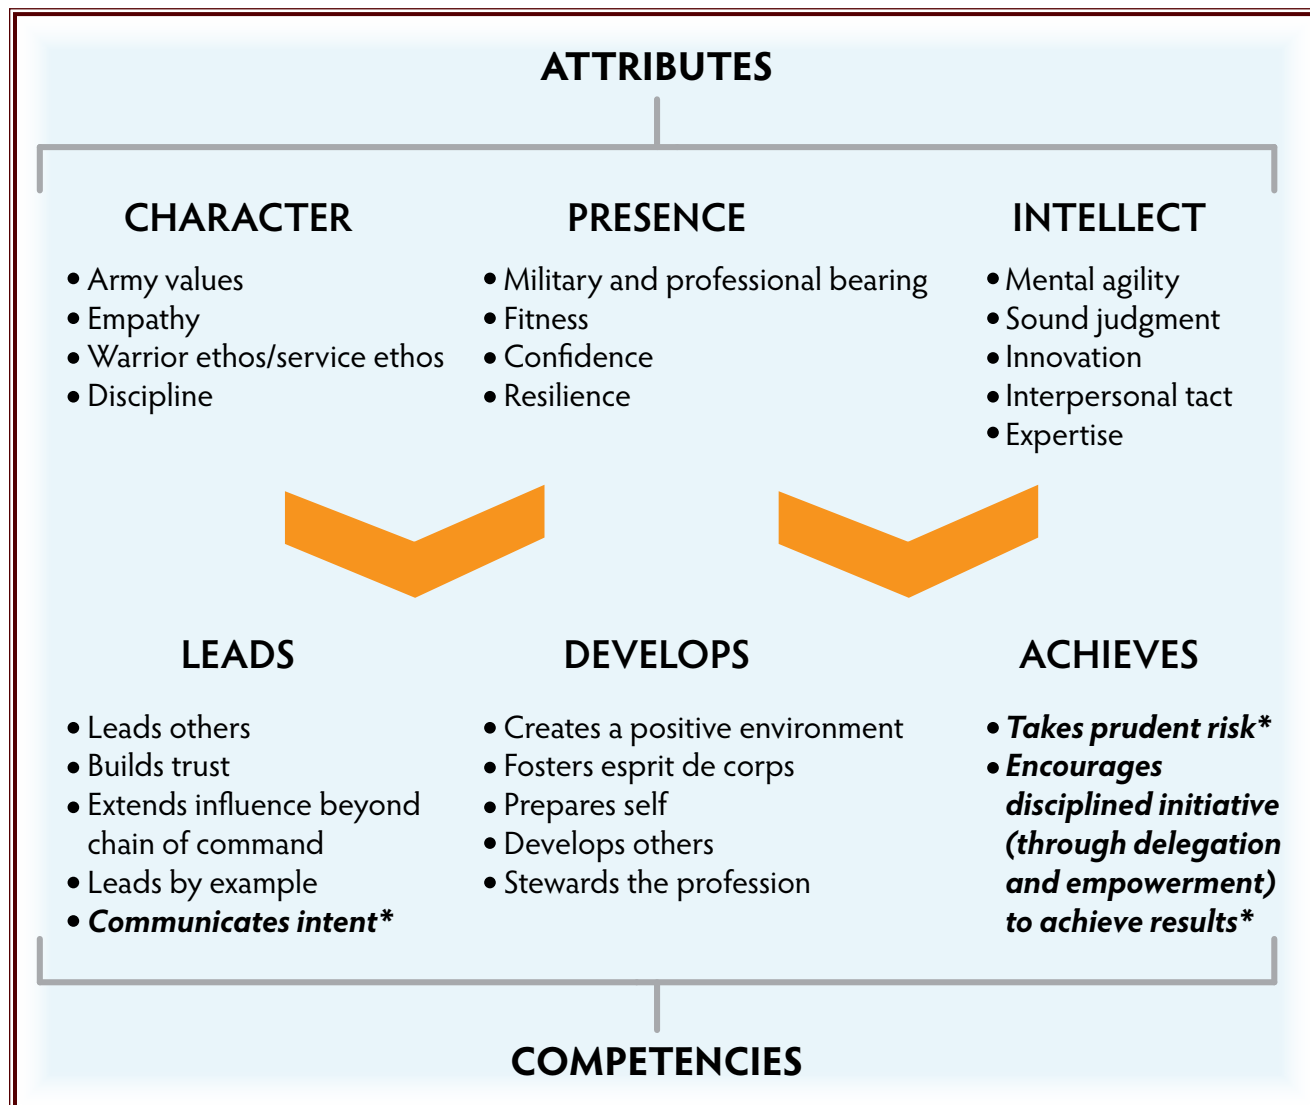 ATTRIBUTES
CHARACTER
• Army values
• Empathy
• Warrior ethos/service ethos
• Discipline
PRESENCE
• Military and professional bearing
• Fitness
• Confidence
• Resilience
INTELLECT
• Mental agility
• Sound judgment
• Innovation
• Interpersonal tact
• Expertise
LEADS
• Leads others
• Builds trust
• Extends influence beyond
chain of command
• Leads by example
• Communicates intent*
DEVELOPS
• Creates a positive environment
• Fosters esprit de corps
• Prepares self
• Develops others
• Stewards the profession
ACHIEVES
• Takes prudent risk*
• Encourages
disciplined initiative
(through delegation
and empowerment)
to achieve results*
COMPETENCIES